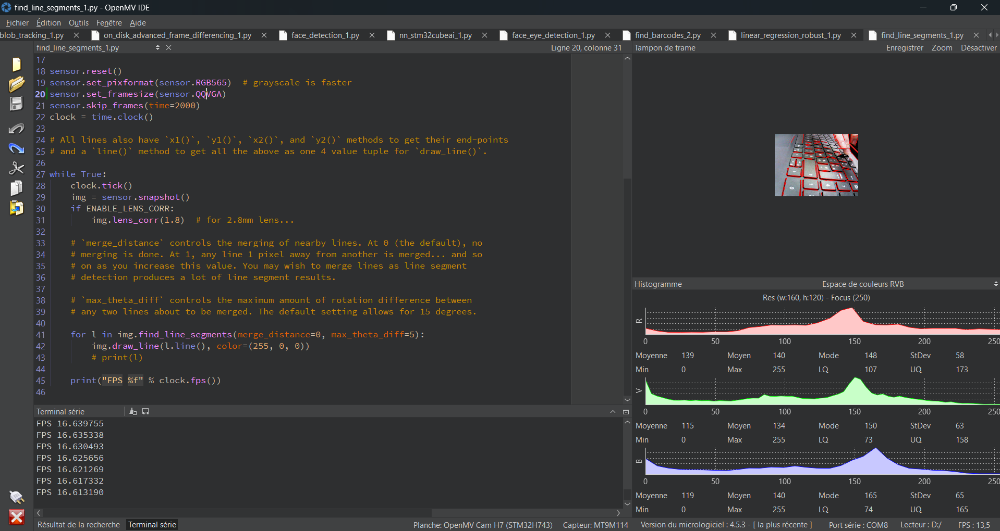 find_line_segments_1.py - OpenMV IDE
Fichier Édition Outils Fenêtre Aide
blob_tracking_1.py on_disk_advanced_frame_differencing_1.py face_detection_1.py nn_stm32cubeai_1.py face_eye_detection_1.py find_barcodes_2.py linear_regression_robust_1.py find_line_segments_1.py
find_line_segments_1.py Ligne 20, colonne 31
17
18 sensor.reset()
19 sensor.set_pixformat(sensor.RGB565)  # grayscale is faster
20 sensor.set_framesize(sensor.QQVGA)
21 sensor.skip_frames(time=2000)
22 clock = time.clock()
23
24 # All lines also have `x1()`, `y1()`, `x2()`, and `y2()` methods to get their end-points
25 # and a `line()` method to get all the above as one 4 value tuple for `draw_line()`.
26
27 while True:
28     clock.tick()
29     img = sensor.snapshot()
30     if ENABLE_LENS_CORR:
31         img.lens_corr(1.8)  # for 2.8mm lens...
32
33     # `merge_distance` controls the merging of nearby lines. At 0 (the default), no
34     # merging is done. At 1, any line 1 pixel away from another is merged... and so
35     # on as you increase this value. You may wish to merge lines as line segment
36     # detection produces a lot of line segment results.
37
38     # `max_theta_diff` controls the maximum amount of rotation difference between
39     # any two lines about to be merged. The default setting allows for 15 degrees.
40
41     for l in img.find_line_segments(merge_distance=0, max_theta_diff=5):
42         img.draw_line(l.line(), color=(255, 0, 0))
43         # print(l)
44
45     print("FPS %f" % clock.fps())
46
Terminal série
FPS 16.639755
FPS 16.635338
FPS 16.630493
FPS 16.625656
FPS 16.621269
FPS 16.617332
FPS 16.613190
Tampon de trame Enregistrer Zoom Désactiver
Histogramme Espace de couleurs RVB
Res (w:160, h:120) - Focus (250)
R
0 50 100 150 200 250
Moyenne 139 Moyen 140 Mode 148 StDev 58
Min 0 Max 255 LQ 107 UQ 173
V
0 50 100 150 200 250
Moyenne 115 Moyen 134 Mode 150 StDev 63
Min 0 Max 255 LQ 73 UQ 158
B
0 50 100 150 200 250
Moyenne 119 Moyen 140 Mode 165 StDev 65
Min 0 Max 255 LQ 74 UQ 165
Résultat de la recherche Terminal série Planche: OpenMV Cam H7 (STM32H743) Capteur: MT9M114 Version du micrologiciel : 4.5.3 - [ la plus récente ] Port série : COM8 Lecteur : D:/ FPS : 13,5